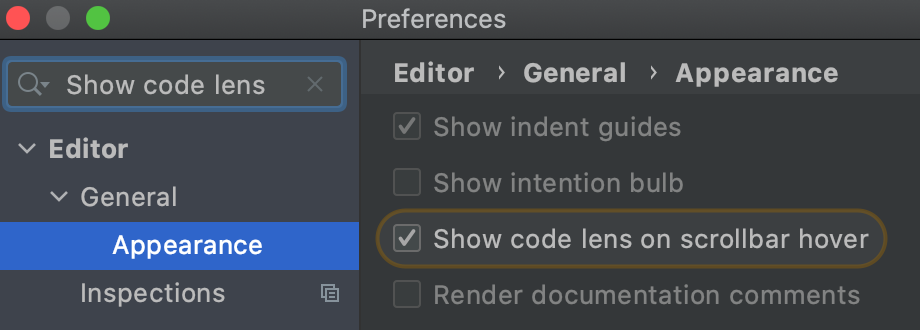 Preferences
Show code lens
Editor
General
Appearance
Inspections
Editor › General › Appearance
Show indent guides
Show intention bulb
Show code lens on scrollbar hover
Render documentation comments